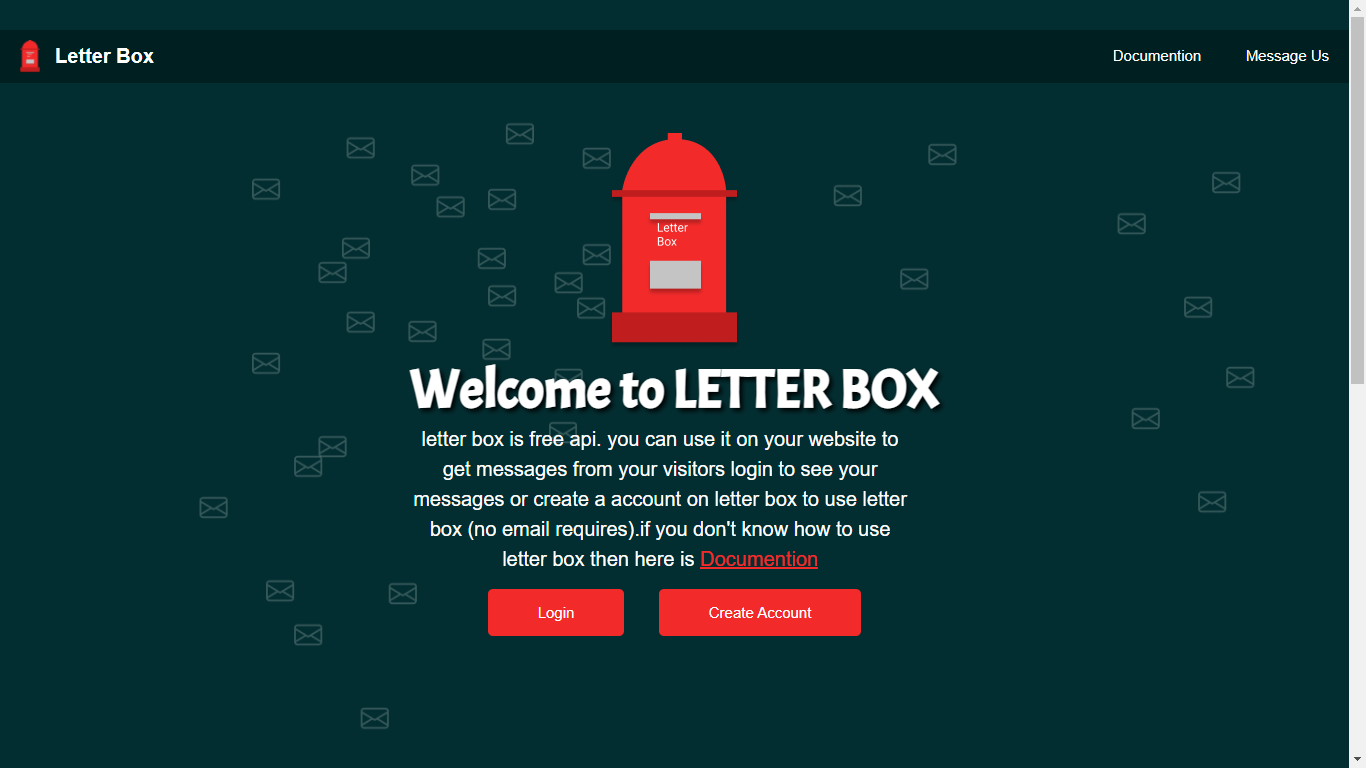 Letter Box
Documention
Message Us
Letter
Box
Welcome to LETTER BOX
letter box is free api. you can use it on your website to
get messages from your visitors login to see your
messages or create a account on letter box to use letter
box (no email requires).if you don't know how to use
letter box then here is Documention
Login
Create Account